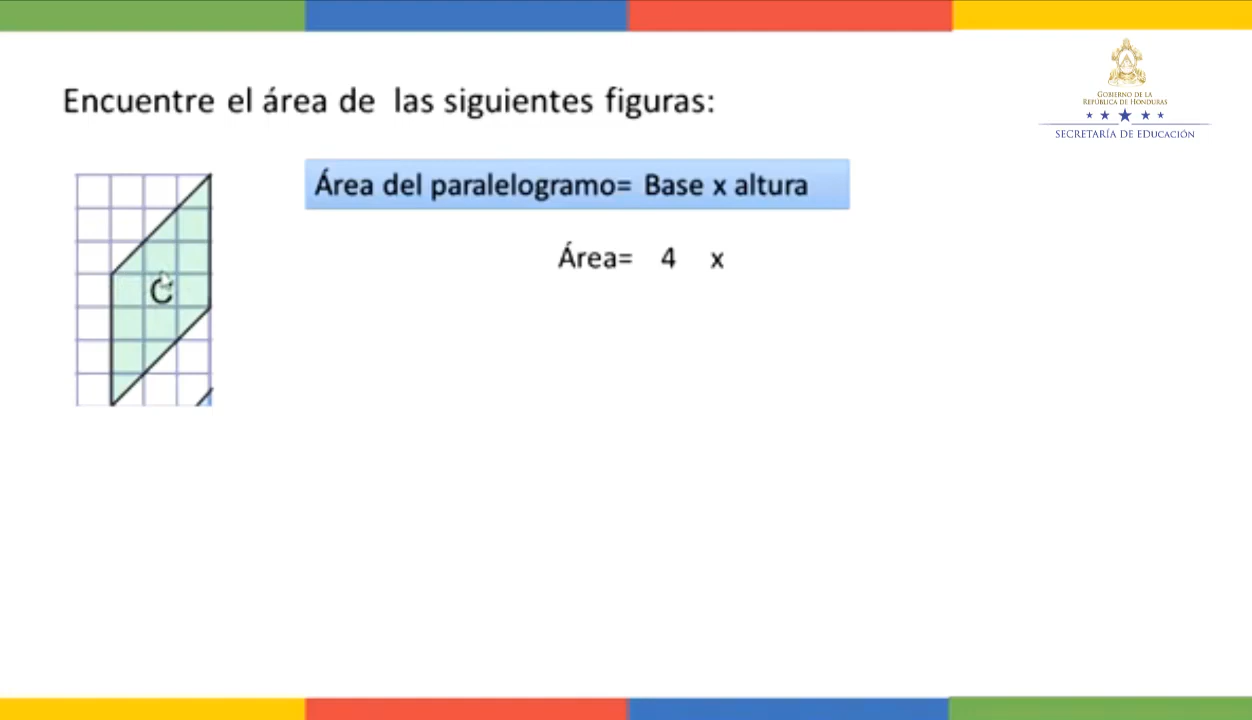 Encuentre el área de las siguientes figuras:
GOBIERNO DE LA
REPÚBLICA DE HONDURAS
SECRETARÍA DE EDUCACIÓN
Área del paralelogramo= Base x altura
Área= 4 x
C